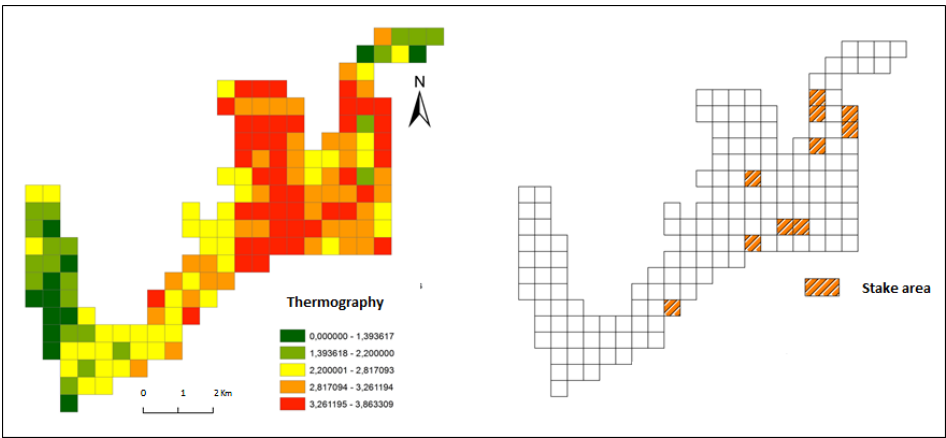 N
Thermography
0,000000 - 1,393617
1,393618 - 2,200000
2,200001 - 2,817093
2,817094 - 3,261194
3,261195 - 3,863309
0 1 2 Km
Stake area